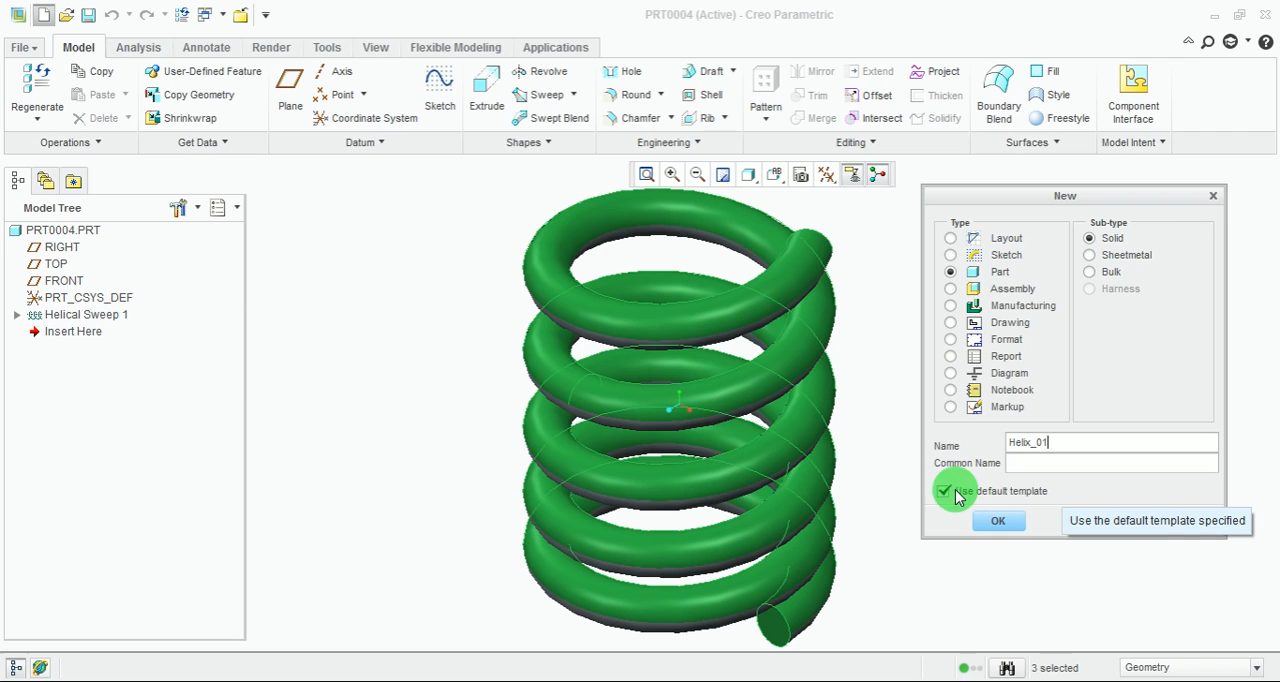 PRT0004 (Active) - Creo Parametric
File Model Analysis Annotate Render Tools View Flexible Modeling Applications
Regenerate
Copy
Paste
Delete
User-Defined Feature
Copy Geometry
Shrinkwrap
Plane
Axis
Point
Coordinate System
Sketch
Extrude
Revolve
Sweep
Swept Blend
Hole
Round
Chamfer
Draft
Shell
Rib
Pattern
Mirror
Trim
Merge
Extend
Offset
Intersect
Project
Thicken
Solidify
Boundary
Blend
Fill
Style
Freestyle
Component
Interface
Operations Get Data Datum Shapes Engineering Editing Surfaces Model Intent
Model Tree
PRT0004.PRT
RIGHT
TOP
FRONT
PRT_CSYS_DEF
Helical Sweep 1
Insert Here
New
Type
Layout
Sketch
Part
Assembly
Manufacturing
Drawing
Format
Report
Diagram
Notebook
Markup
Sub-type
Solid
Sheetmetal
Bulk
Harness
Name Helix_01
Common Name
Use default template
OK
Use the default template specified
3 selected
Geometry